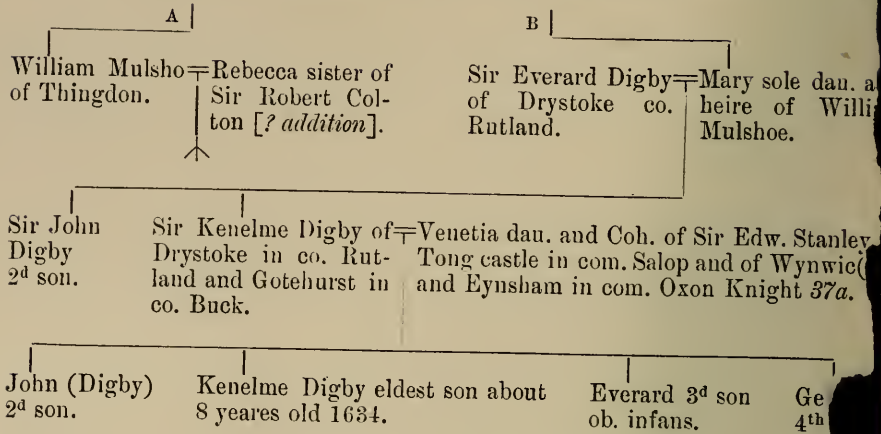 A
B
William Mulsho
of Thingdon.
Rebecca sister of
Sir Robert Col-
ton [? addition].
Sir Everard Digby
of Drystoke co.
Rutland.
Mary sole dau. a
heire of Willi
Mulshoe.
Sir John
Digby
2d son.
Sir Kenelme Digby of
Drystoke in co. Rut-
land and Gotehurst in
co. Buck.
Venetia dau. and Coh. of Sir Edw. Stanley
Tong castle in com. Salop and of Wynwic
and Eynsham in com. Oxon Knight 37a.
John (Digby)
2d son.
Kenelme Digby eldest son about
8 yeares old 1634.
Everard 3d son
ob. infans.
Ge
4th